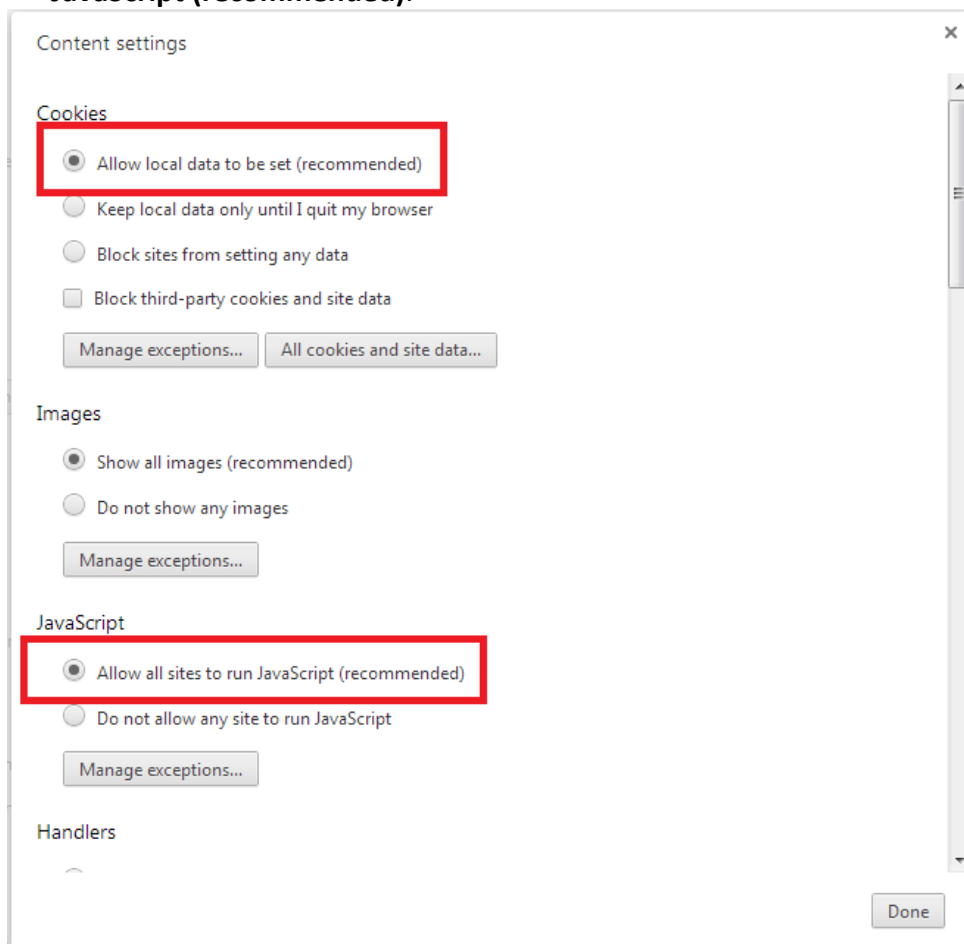 JavaScript (recommended).
Content settings
Cookies
Allow local data to be set (recommended)
Keep local data only until I quit my browser
Block sites from setting any data
Block third-party cookies and site data
Manage exceptions... All cookies and site data...
Images
Show all images (recommended)
Do not show any images
Manage exceptions...
JavaScript
Allow all sites to run JavaScript (recommended)
Do not allow any site to run JavaScript
Manage exceptions...
Handlers
Done